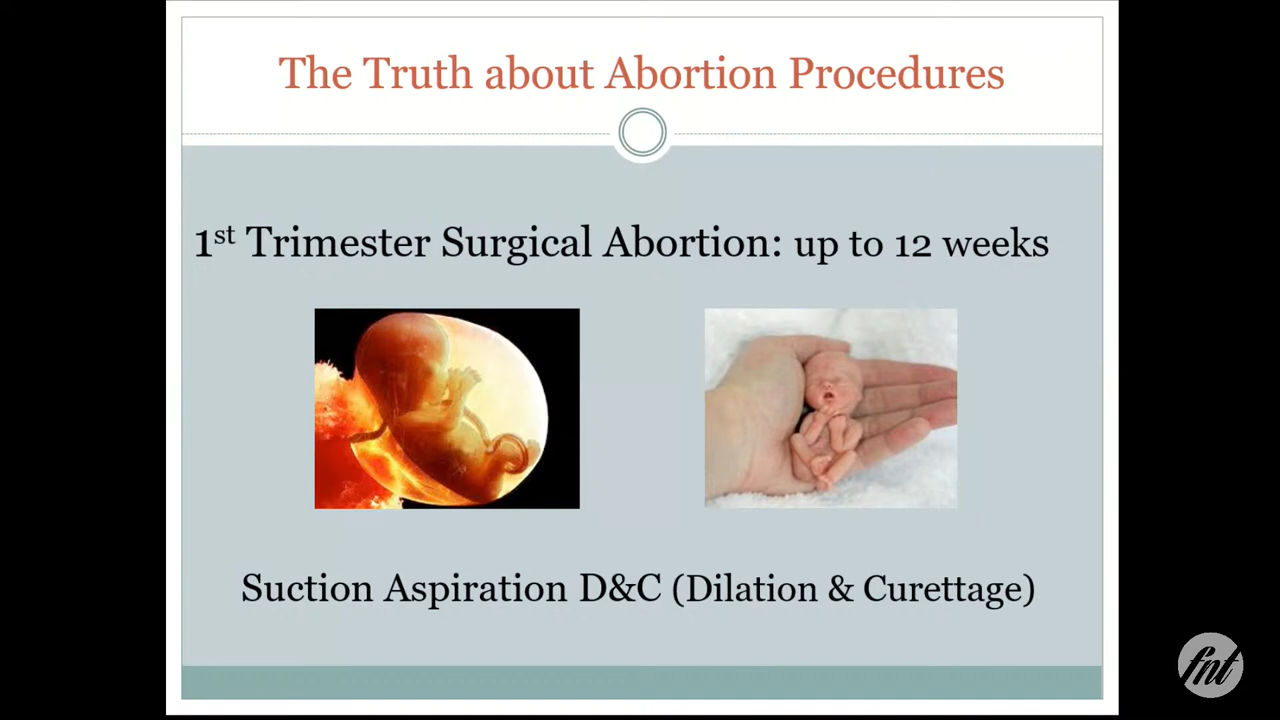 The Truth about Abortion Procedures
1st Trimester Surgical Abortion: up to 12 weeks
Suction Aspiration D&C (Dilation & Curettage)
fnt